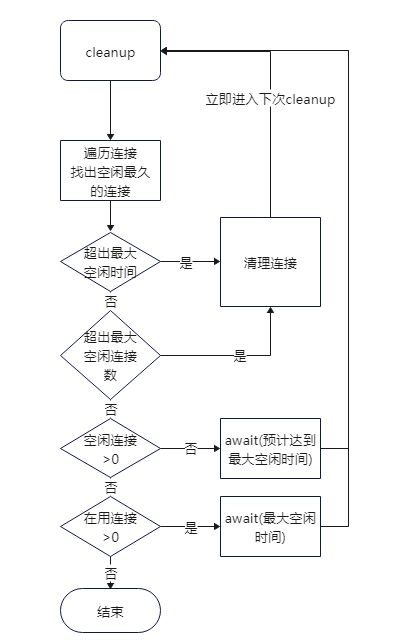 cleanup
立即进入下次cleanup
遍历连接
找出空闲最久
的连接
超出最大
空闲时间
是
清理连接
否
超出最大
空闲连接
数
是
否
空闲连接
>0
否
await(预计达到
最大空闲时间)
否
在用连接
>0
是
await(最大空闲
时间)
否
结束